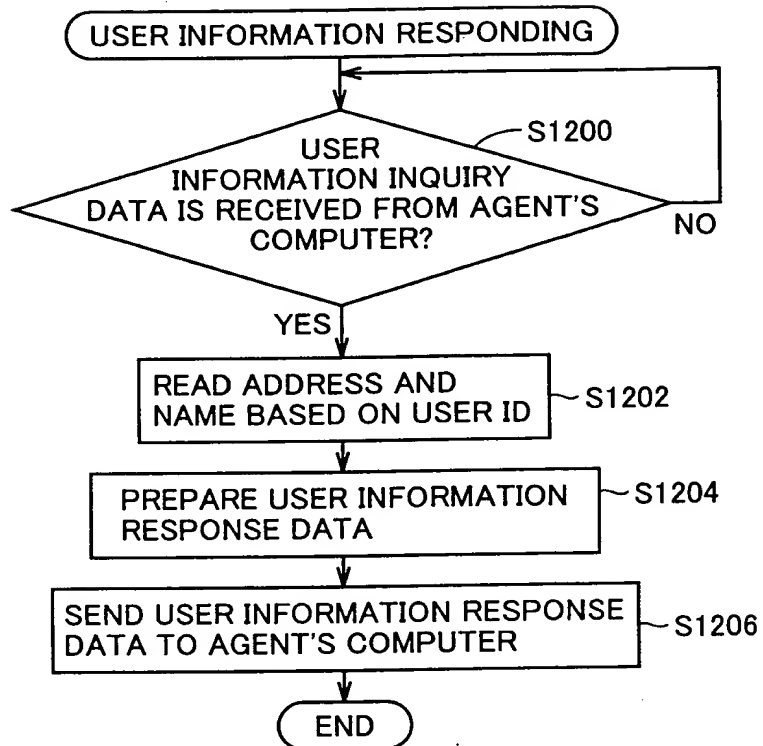 USER INFORMATION RESPONDING
S1200
USER
INFORMATION INQUIRY
DATA IS RECEIVED FROM AGENT'S
COMPUTER?
NO
YES
READ ADDRESS AND
NAME BASED ON USER ID
S1202
PREPARE USER INFORMATION
RESPONSE DATA
S1204
SEND USER INFORMATION RESPONSE
DATA TO AGENT'S COMPUTER
S1206
END